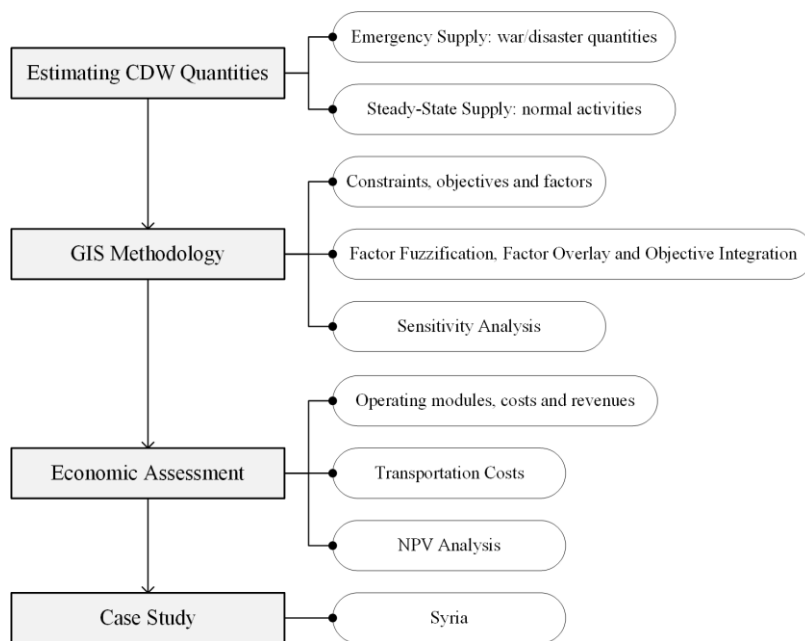 Emergency Supply: war/disaster quantities
Estimating CDW Quantities
Steady-State Supply: normal activities
Constraints, objectives and factors
GIS Methodology
Factor Fuzzification, Factor Overlay and Objective Integration
Sensitivity Analysis
Operating modules, costs and revenues
Economic Assessment
Transportation Costs
NPV Analysis
Case Study
Syria